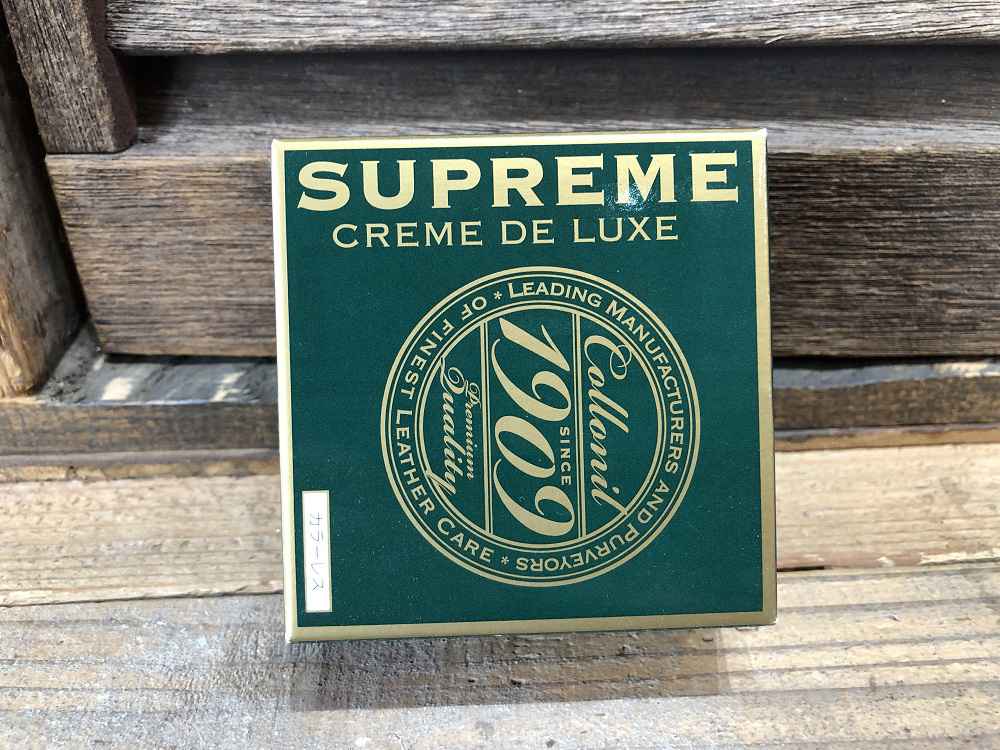 SUPREME
CREME DE LUXE
* LEADING MANUFACTURERS AND PURVEYORS * OF FINEST LEATHER CARE
Collonil
SINCE
1909
Premium
Quality
カラーレス